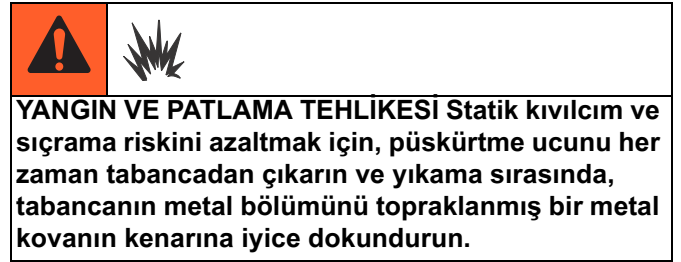 YANGIN VE PATLAMA TEHLİKESİ Statik kıvılcım ve
sıçrama riskini azaltmak için, püskürtme ucunu her
zaman tabancadan çıkarın ve yıkama sırasında,
tabancanın metal bölümünü topraklanmış bir metal
kovanın kenarına iyice dokundurun.